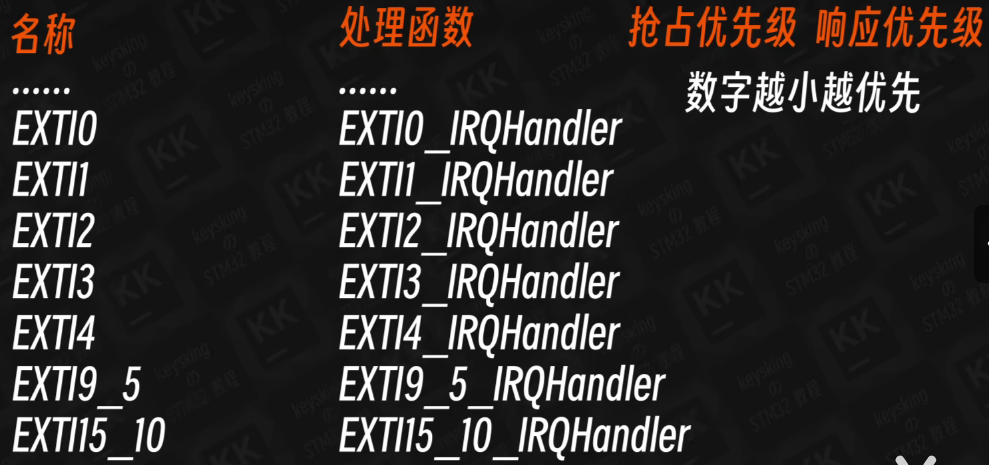 名称 处理函数 抢占优先级 响应优先级
...... ...... 数字越小越优先
EXTI0 EXTI0_IRQHandler
EXTI1 EXTI1_IRQHandler
EXTI2 EXTI2_IRQHandler
EXTI3 EXTI3_IRQHandler
EXTI4 EXTI4_IRQHandler
EXTI9_5 EXTI9_5_IRQHandler
EXTI15_10 EXTI15_10_IRQHandler
keysking
の
STM32 教程
KK